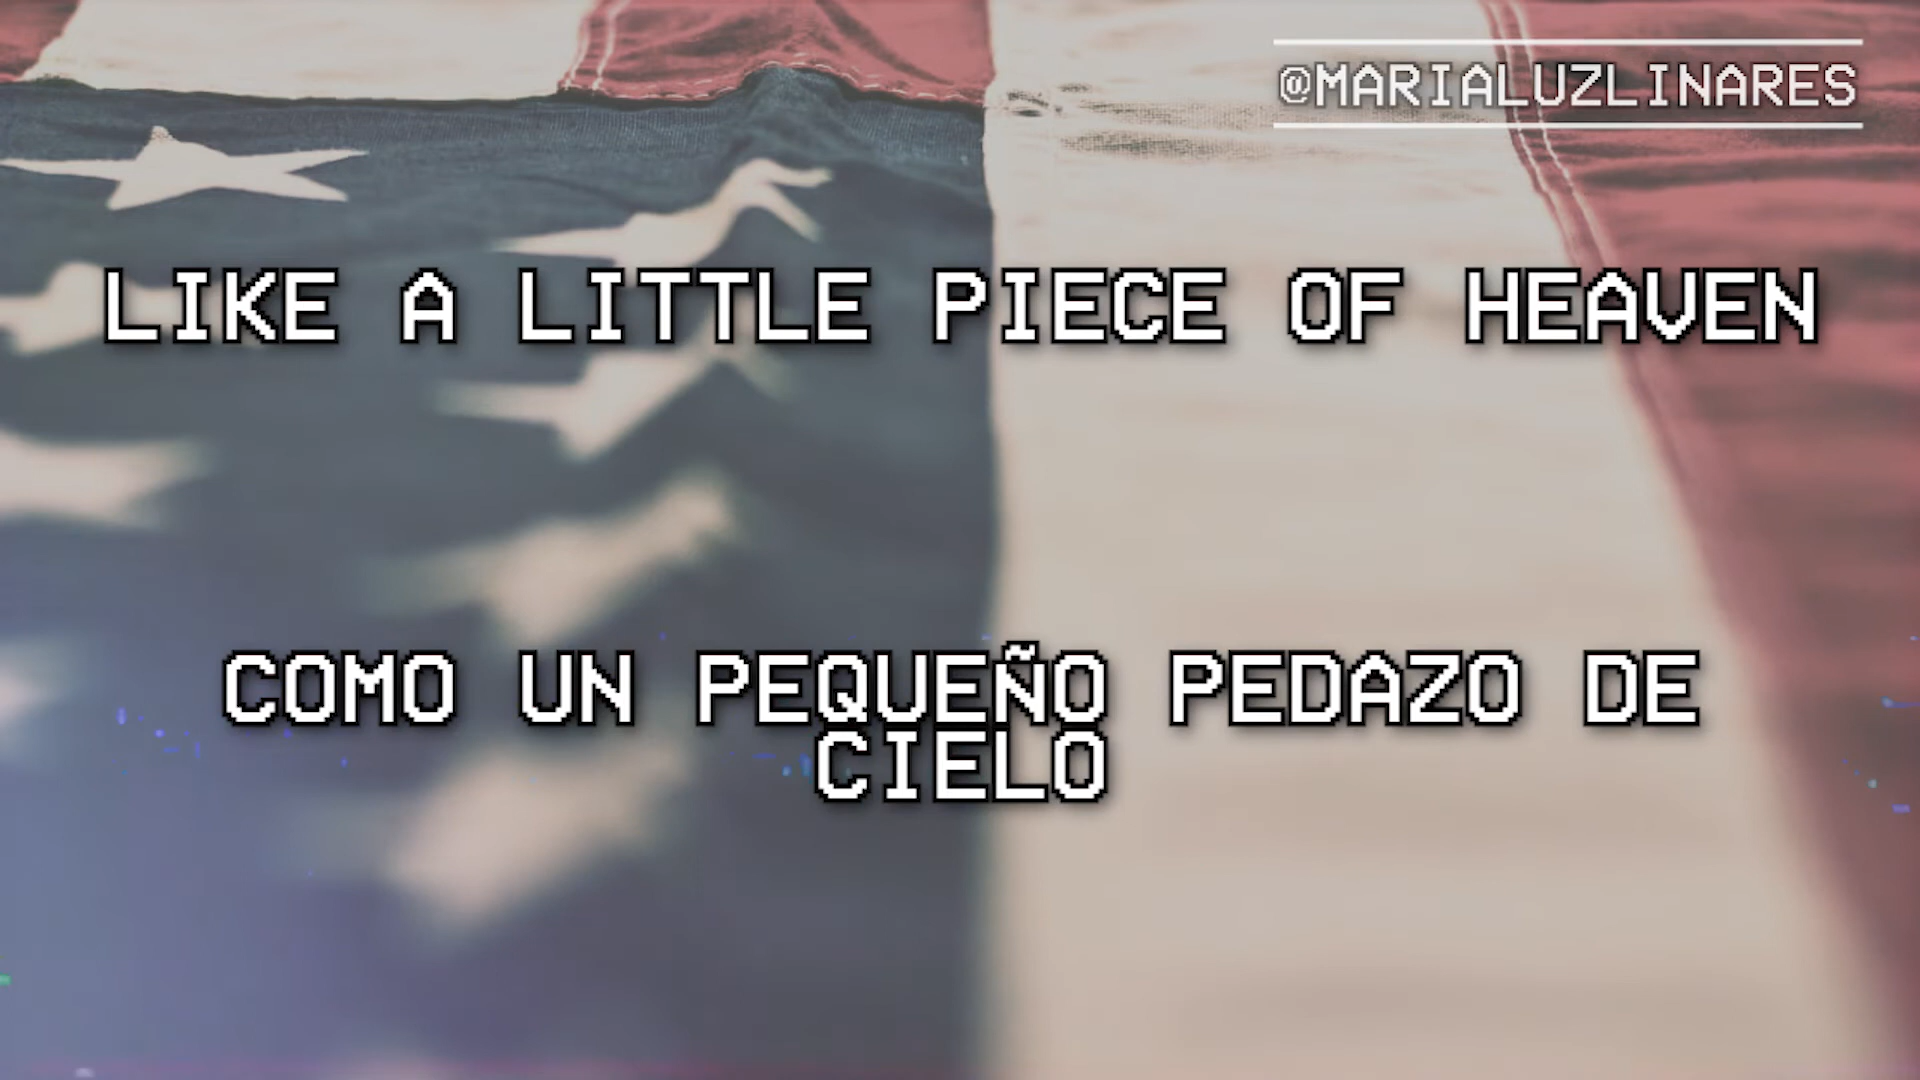 @MARIALUZLINARES
LIKE A LITTLE PIECE OF HEAVEN
COMO UN PEQUEÑO PEDAZO DE
CIELO